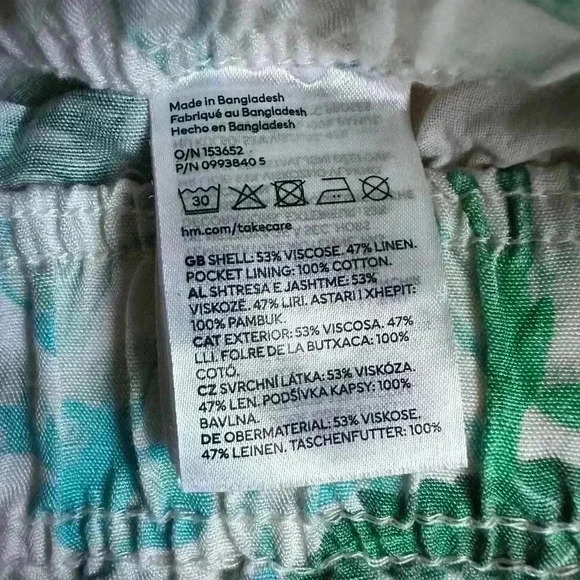 Made in Bangladesh
Fabriqué au Bangladesh
Hecho en Bangladesh
O/N 153652
P/N 0993840 5
30
hm.com/takecare
GB SHELL: 53% VISCOSE, 47% LINEN.
POCKET LINING: 100% COTTON.
AL SHTRESA E JASHTME: 53%
VISKOZË. 47% LIRI. ASTARI I XHEPIT:
100% PAMBUK.
CAT EXTERIOR: 53% VISCOSA. 47%
LLI. FOLRE DE LA BUTXACA: 100%
COTÓ.
CZ SVRCHNÍ LÁTKA: 53% VISKÓZA.
47% LEN. PODŠÍVKA KAPSY: 100%
BAVLNA.
DE OBERMATERIAL: 53% VISKOSE.
47% LEINEN. TASCHENFUTTER: 100%